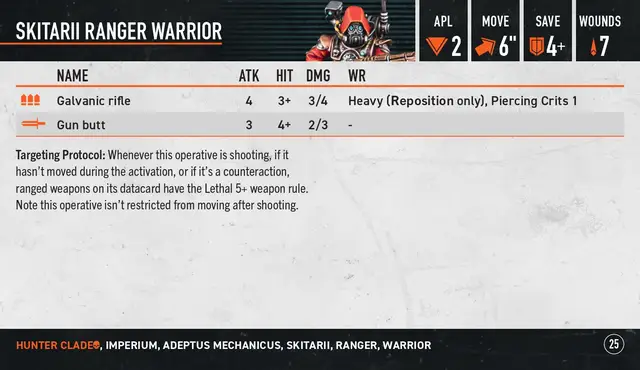 SKITARII RANGER WARRIOR
APL MOVE SAVE WOUNDS
2 6" 4+ 7
NAME ATK HIT DMG WR
Galvanic rifle 4 3+ 3/4 Heavy (Reposition only), Piercing Crits 1
Gun butt 3 4+ 2/3 -
Targeting Protocol: Whenever this operative is shooting, if it
hasn't moved during the activation, or if it's a counteraction,
ranged weapons on its datacard have the Lethal 5+ weapon rule.
Note this operative isn't restricted from moving after shooting.
HUNTER CLADE, IMPERIUM, ADEPTUS MECHANICUS, SKITARII, RANGER, WARRIOR
25